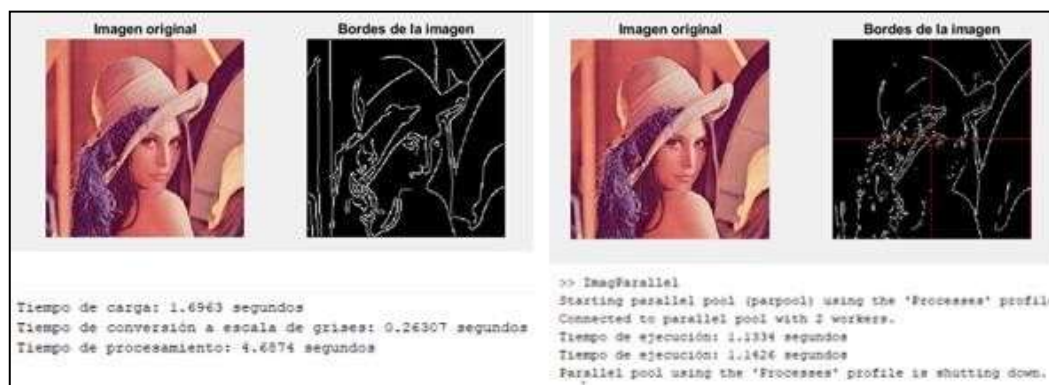 Imagen original
Bordes de la imagen
Tiempo de carga: 1.6963 segundos
Tiempo de conversión a escala de grises: 0.26307 segundos
Tiempo de procesamiento: 4.6874 segundos
Imagen original
Bordes de la imagen
>> ImagParallel
Starting parallel pool (parpool) using the 'Processes' profil
Connected to parallel pool with 2 workers.
Tiempo de ejecución: 1.1334 segundos
Tiempo de ejecución: 1.1426 segundos
Parallel pool using the 'Processes' profile is shutting down.